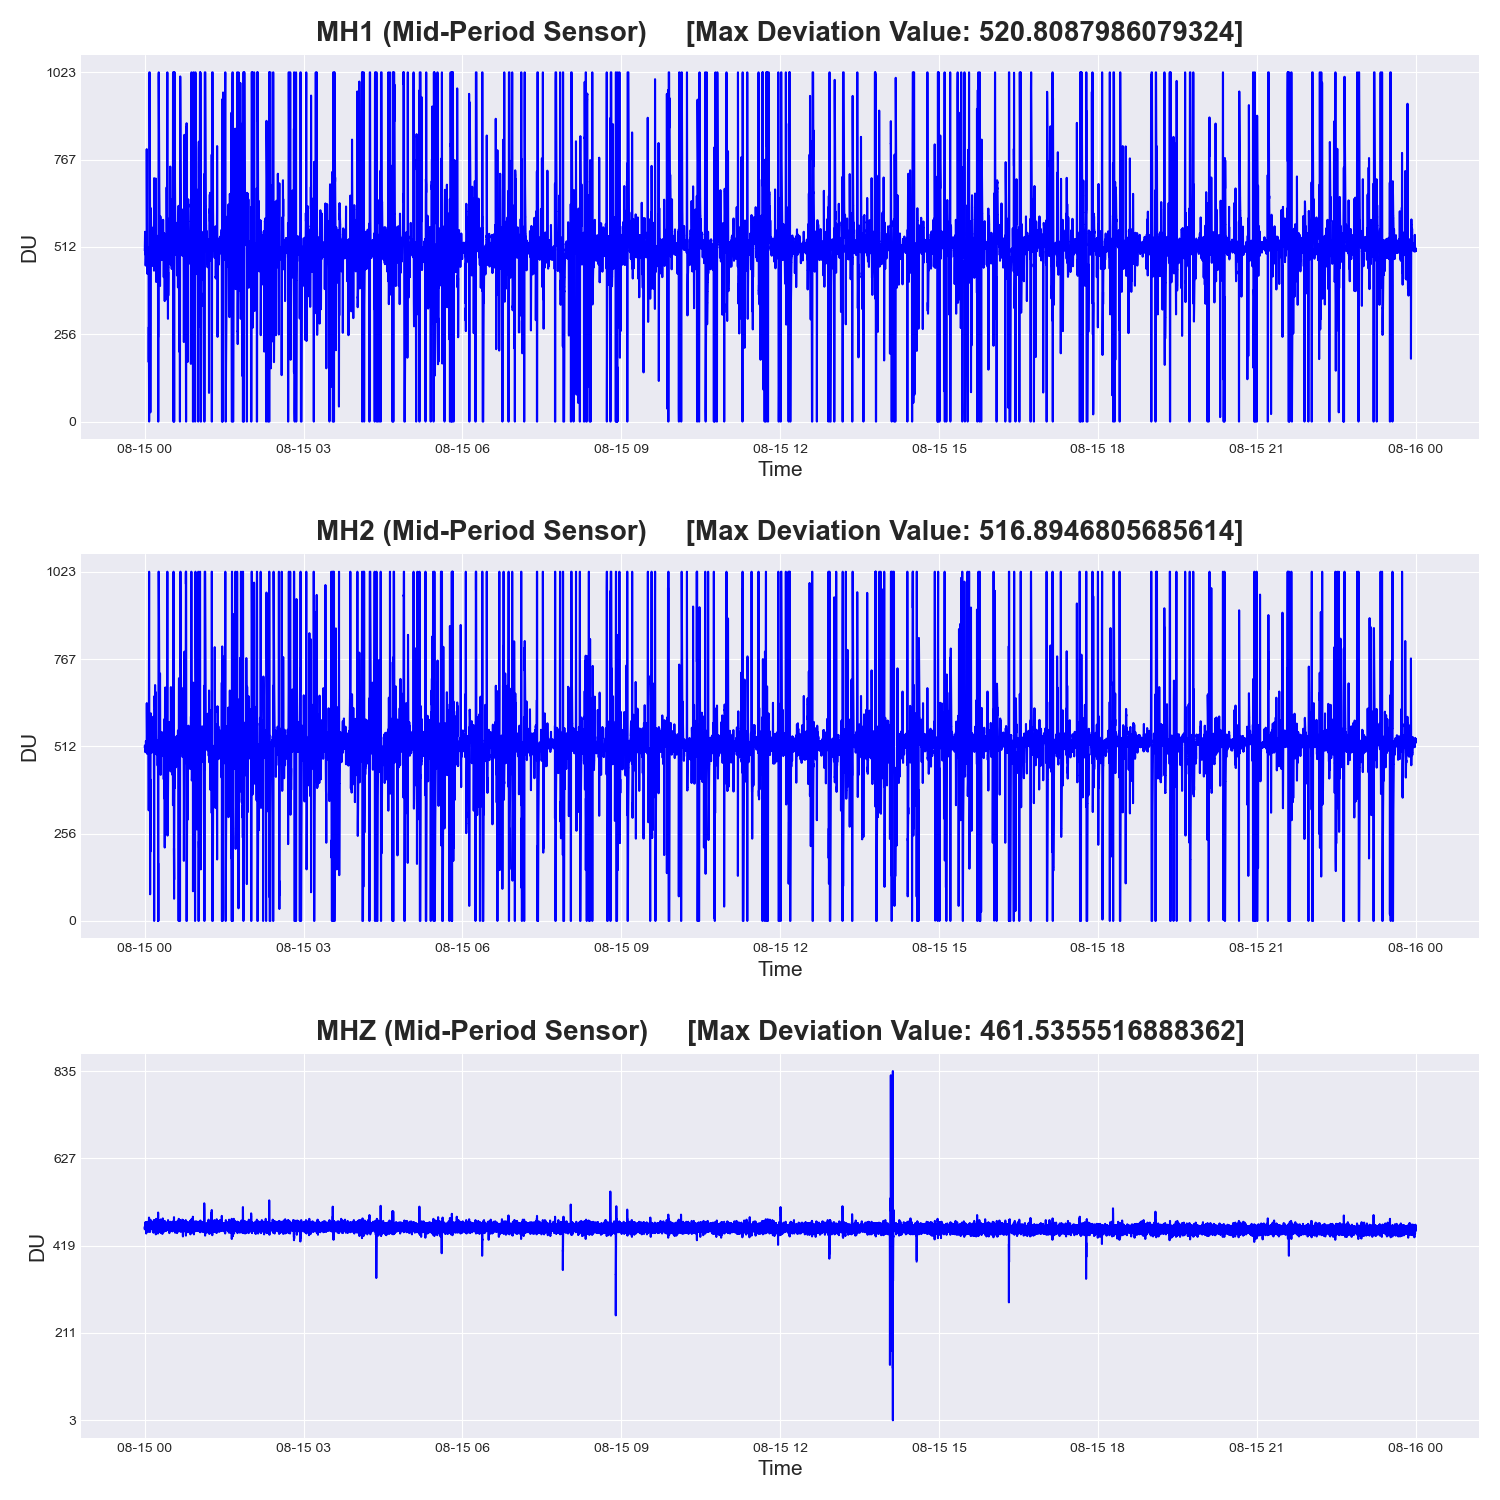 MH1 (Mid-Period Sensor) [Max Deviation Value: 520.8087986079324]
1023
767
512
256
0
DU
08-15 00 08-15 03 08-15 06 08-15 09 08-15 12 08-15 15 08-15 18 08-15 21 08-16 00
Time
MH2 (Mid-Period Sensor) [Max Deviation Value: 516.8946805685614]
1023
767
512
256
0
DU
08-15 00 08-15 03 08-15 06 08-15 09 08-15 12 08-15 15 08-15 18 08-15 21 08-16 00
Time
MHZ (Mid-Period Sensor) [Max Deviation Value: 461.5355516888362]
835
627
419
211
3
DU
08-15 00 08-15 03 08-15 06 08-15 09 08-15 12 08-15 15 08-15 18 08-15 21 08-16 00
Time